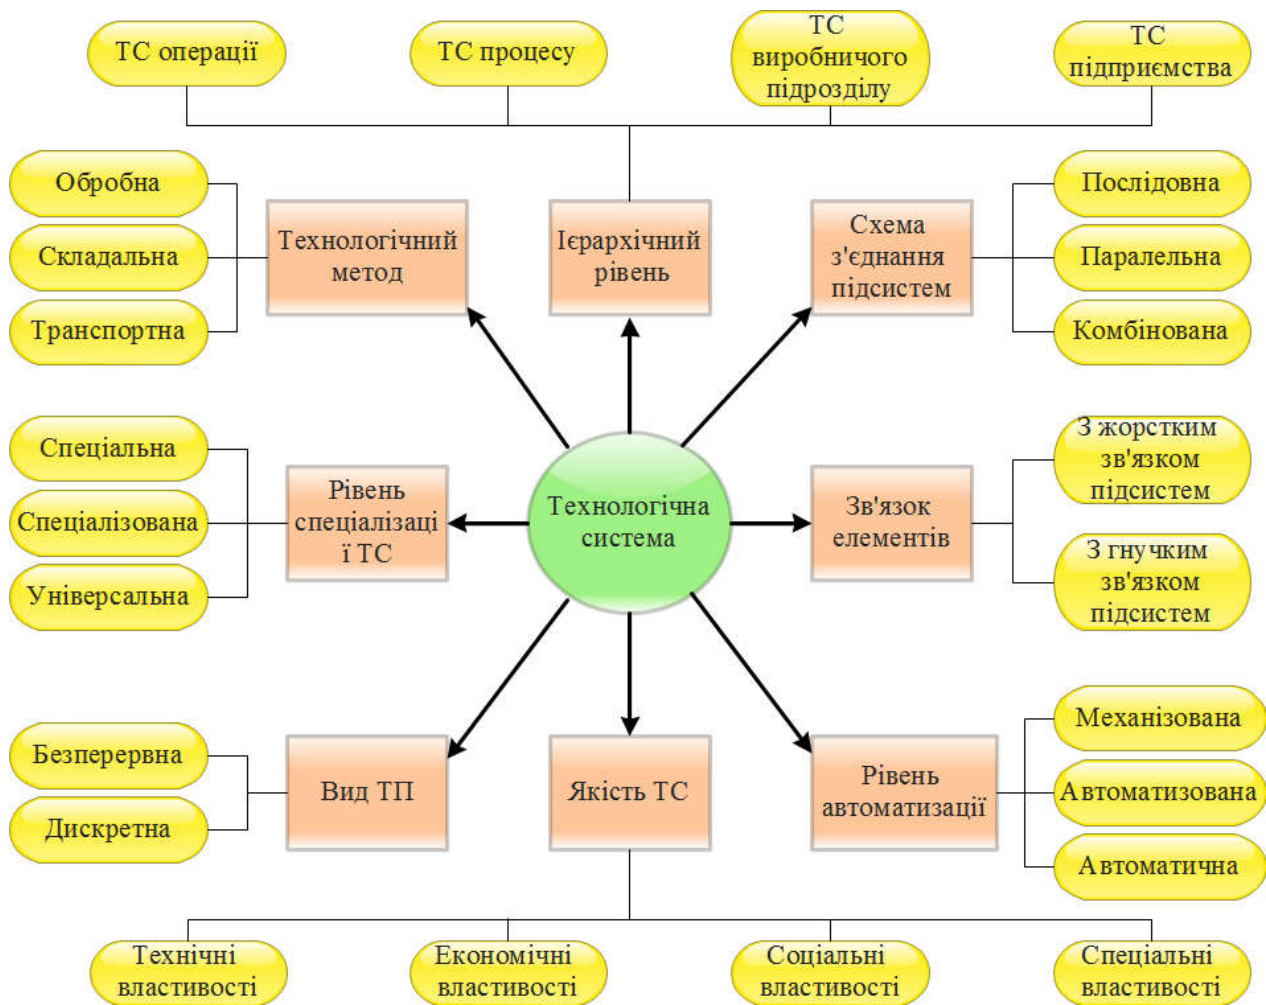 ТС операції
ТС процесу
ТС
виробничого
підрозділу
ТС
підприємства
Обробна
Складальна
Транспортна
Технологічний
метод
Ієрархічний
рівень
Схема
з'єднання
підсистем
Послідовна
Паралельна
Комбінована
Спеціальна
Спеціалізована
Універсальна
Рівень
спеціалізаці
ї ТС
Технологічна
система
Зв'язок
елементів
З жорстким
зв'язком
підсистем
З гнучким
зв'язком
підсистем
Безперервна
Дискретна
Вид ТП
Якість ТС
Рівень
автоматизації
Механізована
Автоматизована
Автоматична
Технічні
властивості
Економічні
властивості
Соціальні
властивості
Спеціальні
властивості